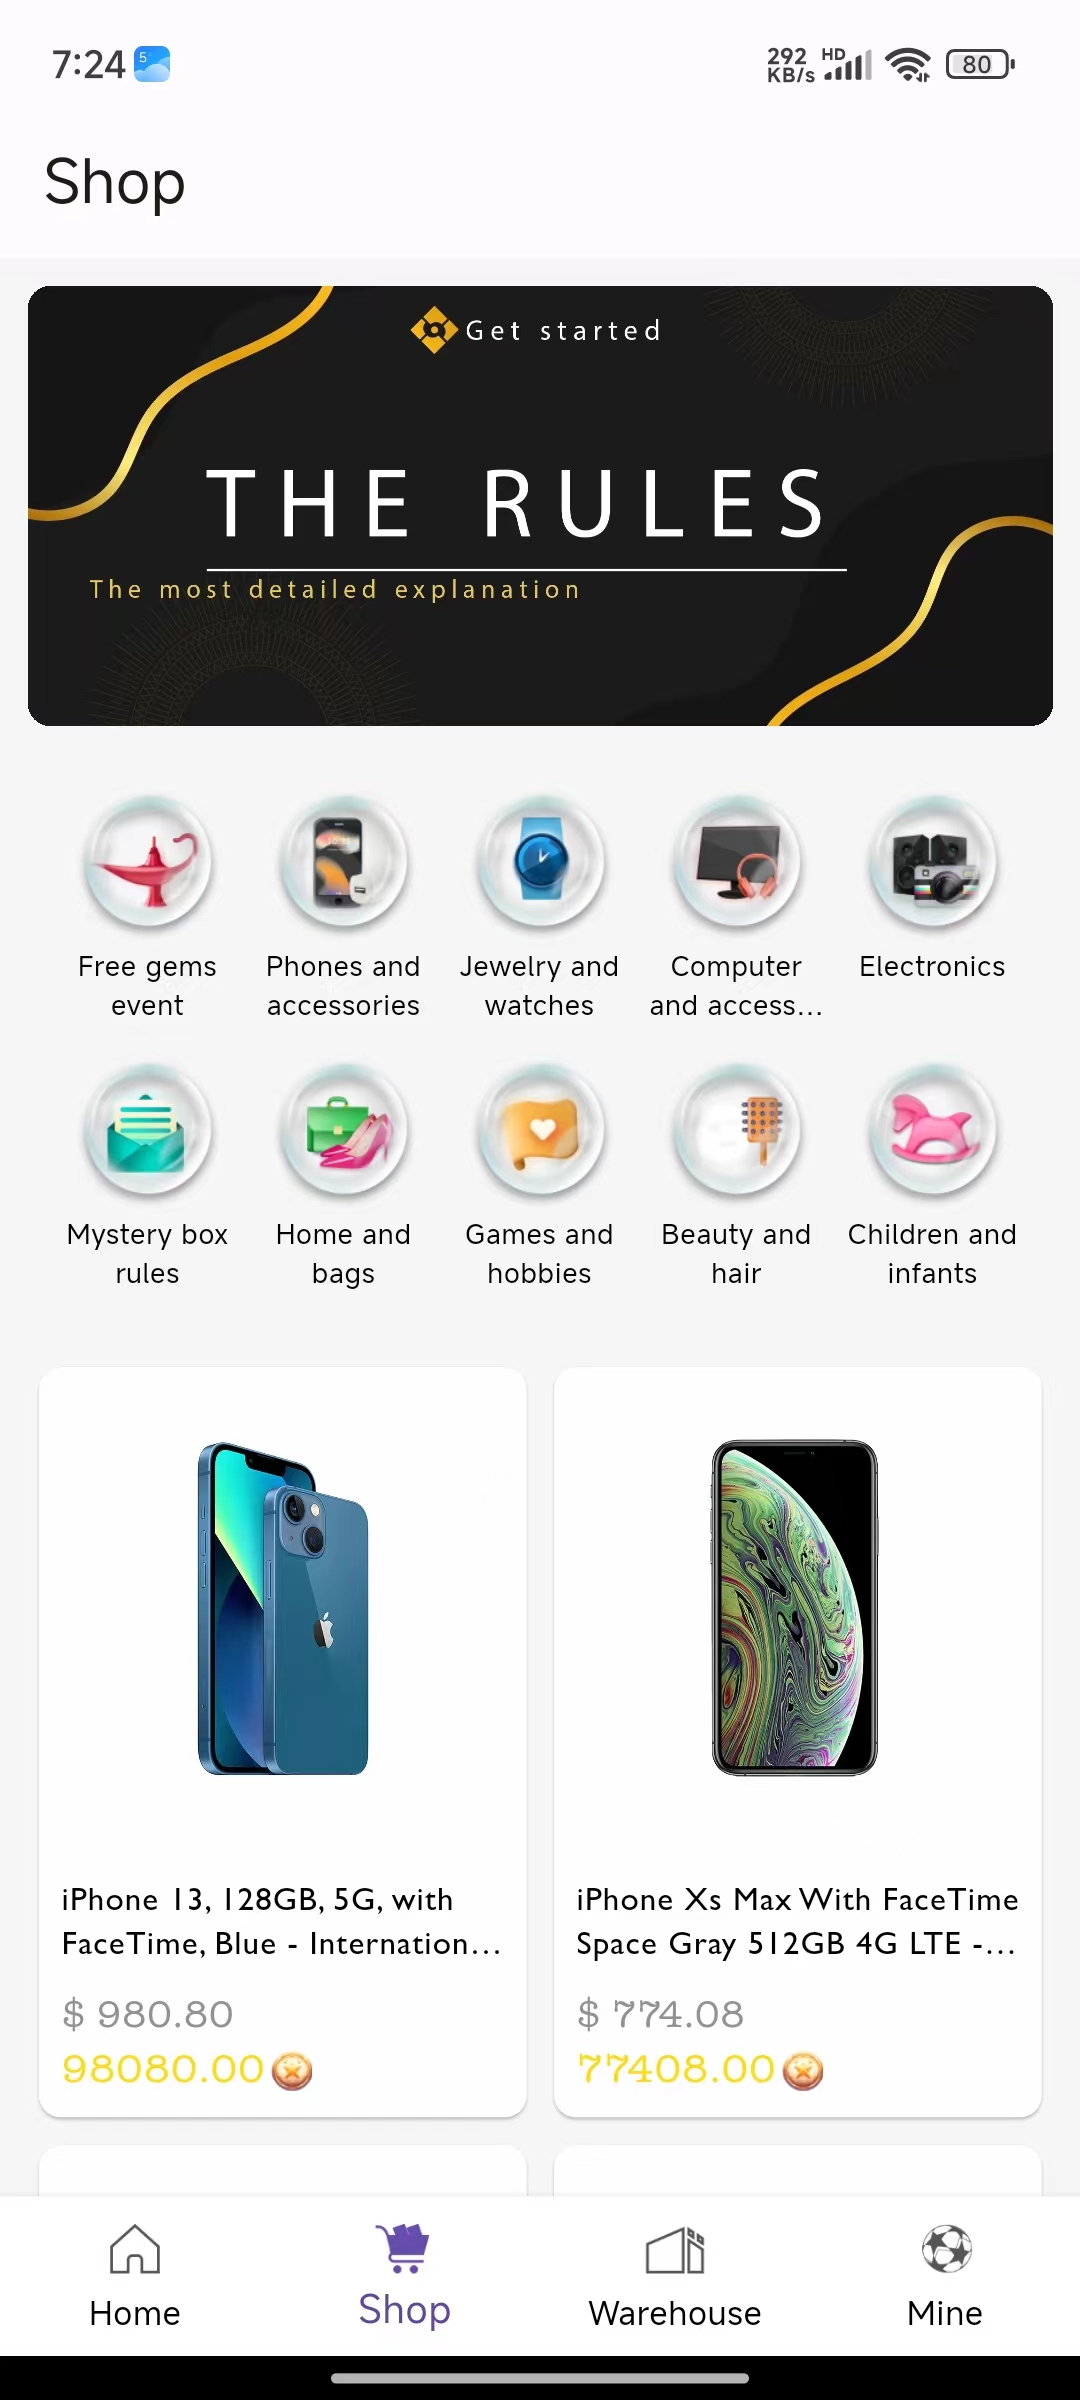 7:24
5
292
KB/s
HD
80
Shop
Get started
THE RULES
The most detailed explanation
Free gems
event
Phones and
accessories
Jewelry and
watches
Computer
and access...
Electronics
Mystery box
rules
Home and
bags
Games and
hobbies
Beauty and
hair
Children and
infants
iPhone 13, 128GB, 5G, with
FaceTime, Blue - Internation...
$ 980.80
98080.00
iPhone Xs Max With FaceTime
Space Gray 512GB 4G LTE -...
$ 774.08
77408.00
Home
Shop
Warehouse
Mine